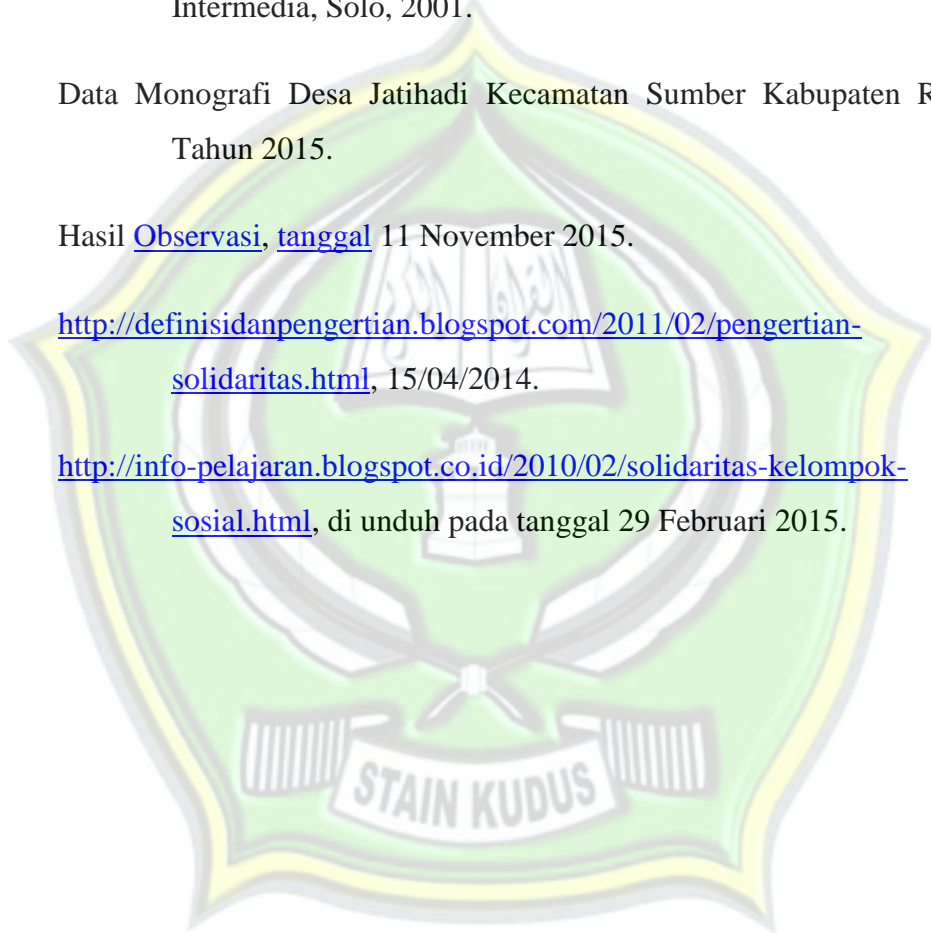 Intermedia, Solo, 2001.
Data Monografi Desa Jatihadi Kecamatan Sumber Kabupaten R
Tahun 2015.
Hasil Observasi, tanggal 11 November 2015.
http://definisidanpengertian.blogspot.com/2011/02/pengertian-
solidaritas.html, 15/04/2014.
http://info-pelajaran.blogspot.co.id/2010/02/solidaritas-kelompok-
sosial.html, di unduh pada tanggal 29 Februari 2015.
STAIN KUDUS